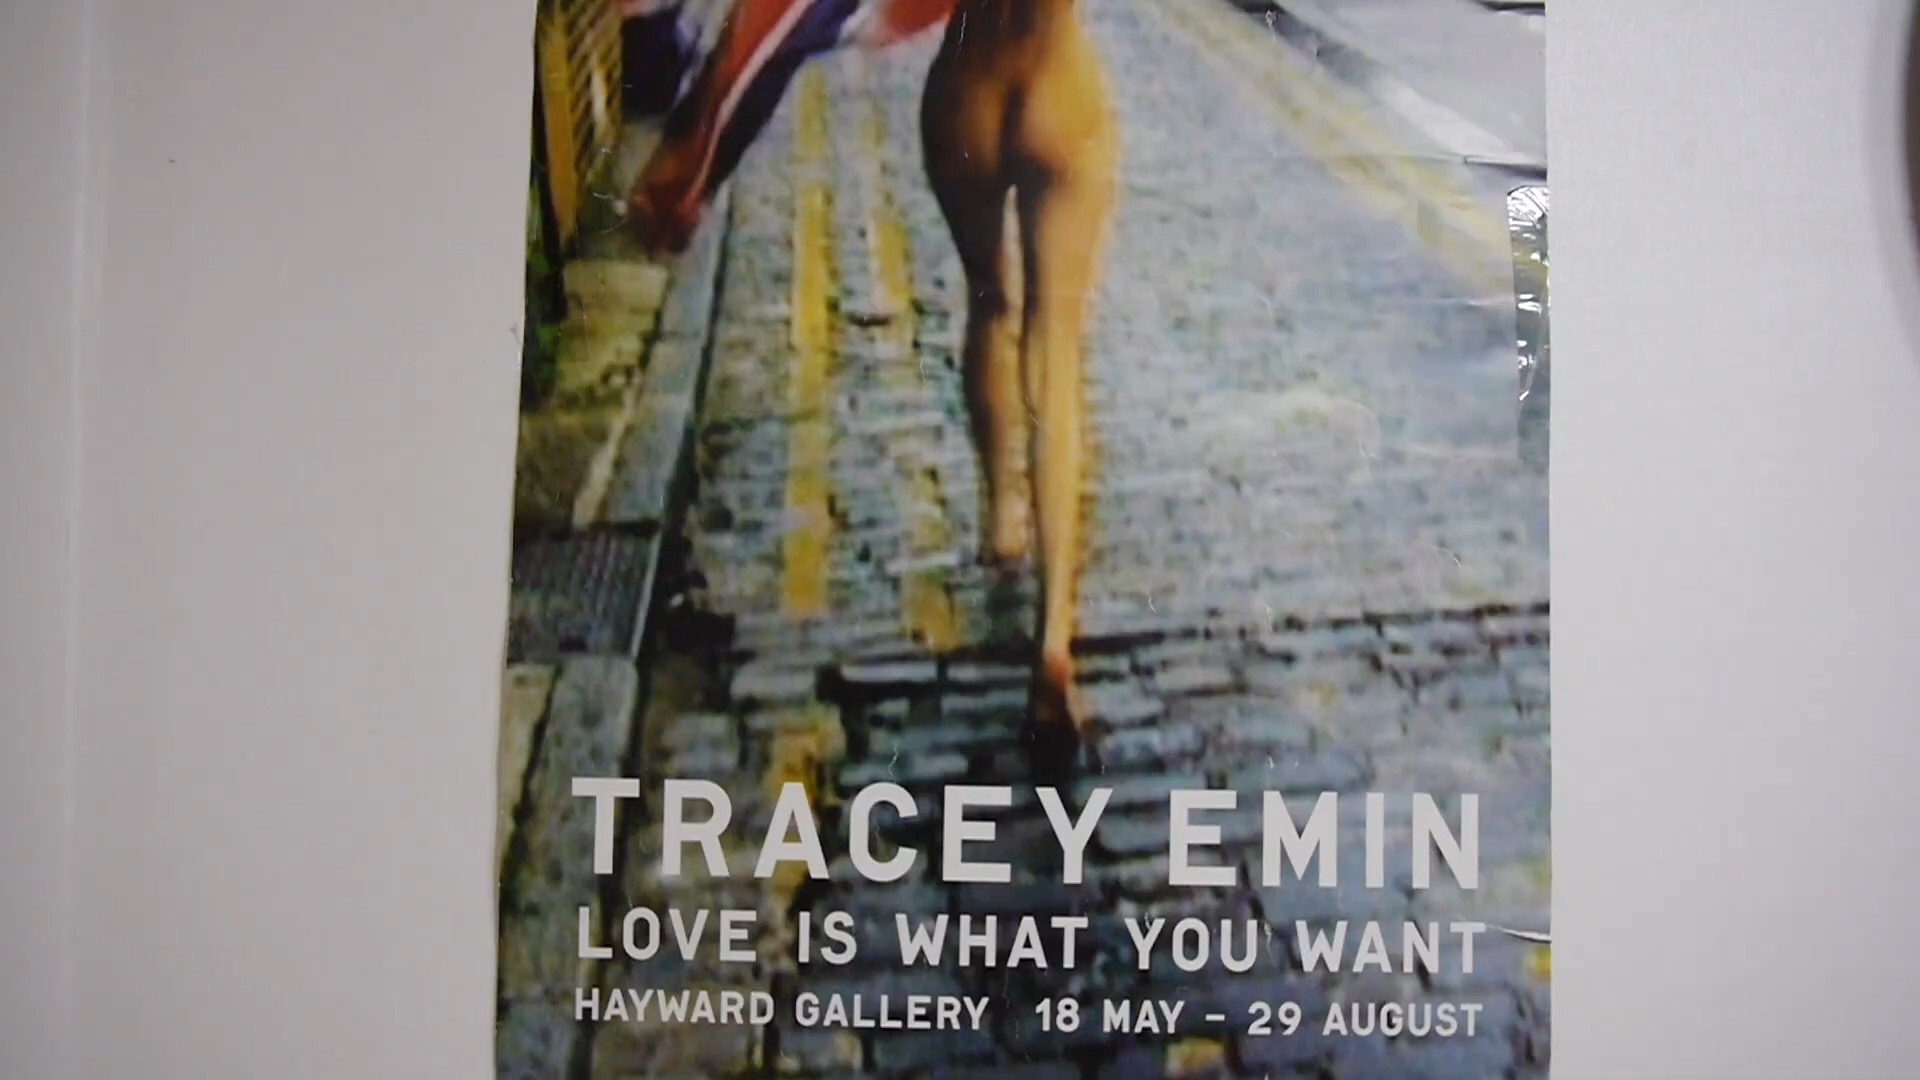 TRACEY EMIN
LOVE IS WHAT YOU WANT
HAYWARD GALLERY 18 MAY – 29 AUGUST